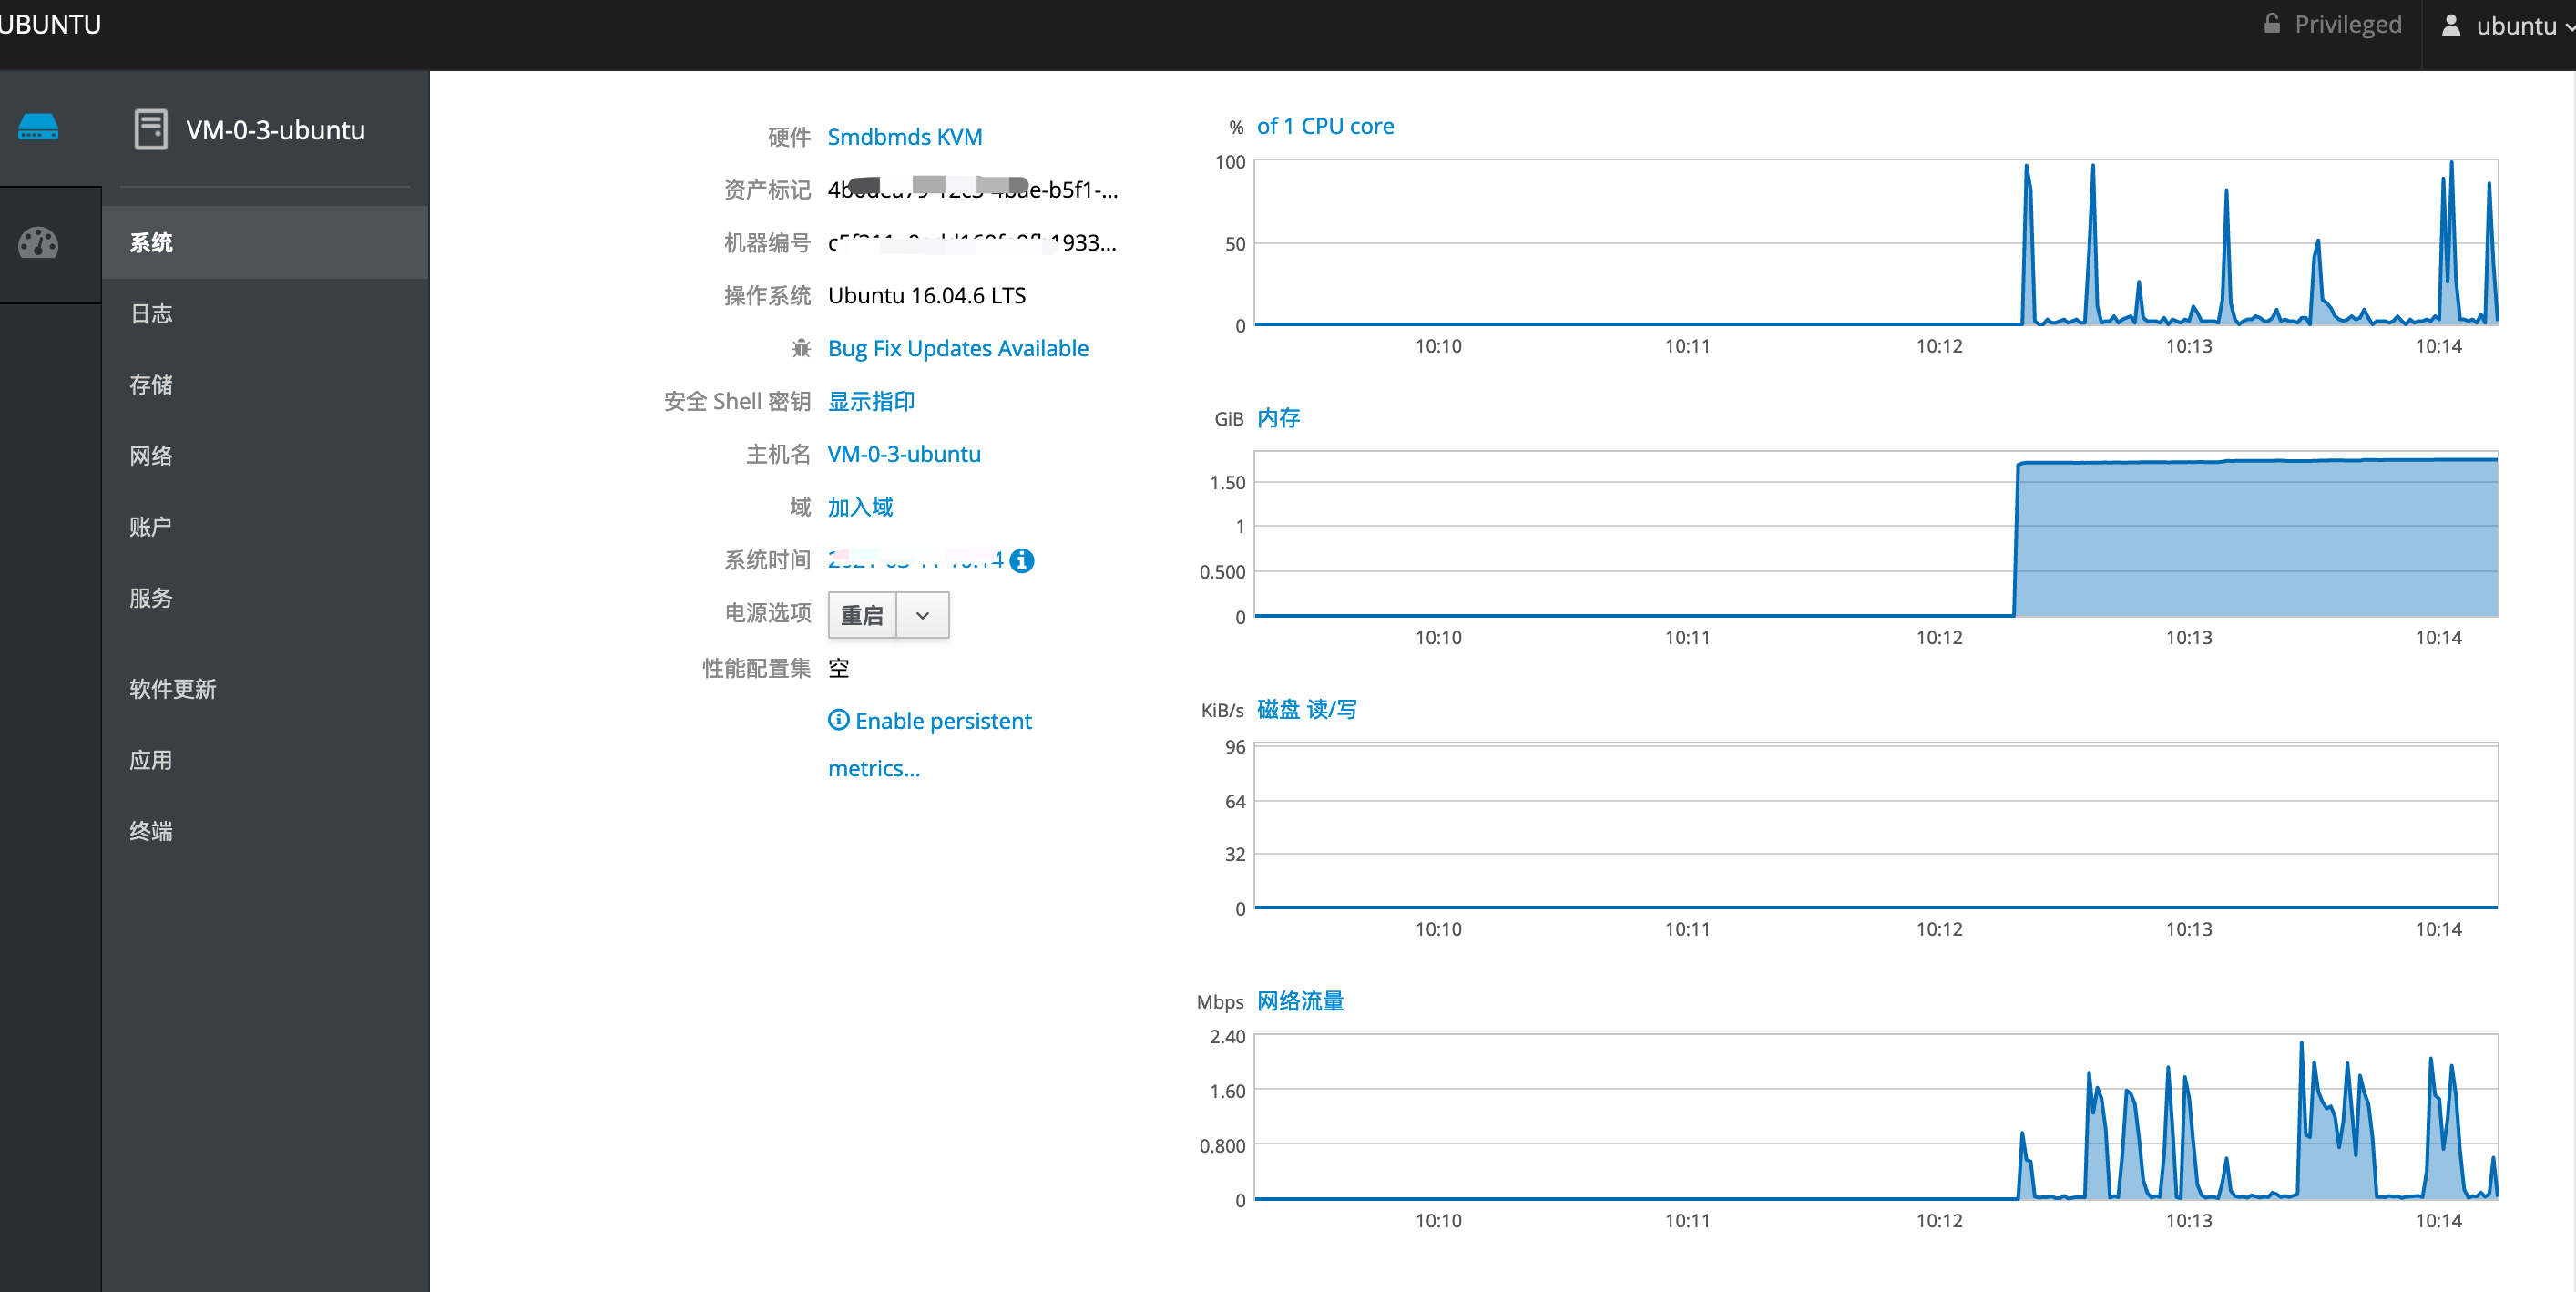 UBUNTU
Privileged
ubuntu
VM-0-3-ubuntu
系统
日志
存储
网络
账户
服务
软件更新
应用
终端
硬件 Smdbmds KVM
资产标记 e-b5f1-...
机器编号 1933...
操作系统 Ubuntu 16.04.6 LTS
Bug Fix Updates Available
安全 Shell 密钥 显示指印
主机名 VM-0-3-ubuntu
域 加入域
系统时间
电源选项 重启
性能配置集 空
Enable persistent
metrics...
% of 1 CPU core
100
50
0
10:10 10:11 10:12 10:13 10:14
GiB 内存
1.50
1
0.500
0
10:10 10:11 10:12 10:13 10:14
KiB/s 磁盘 读/写
96
64
32
0
10:10 10:11 10:12 10:13 10:14
Mbps 网络流量
2.40
1.60
0.800
0
10:10 10:11 10:12 10:13 10:14